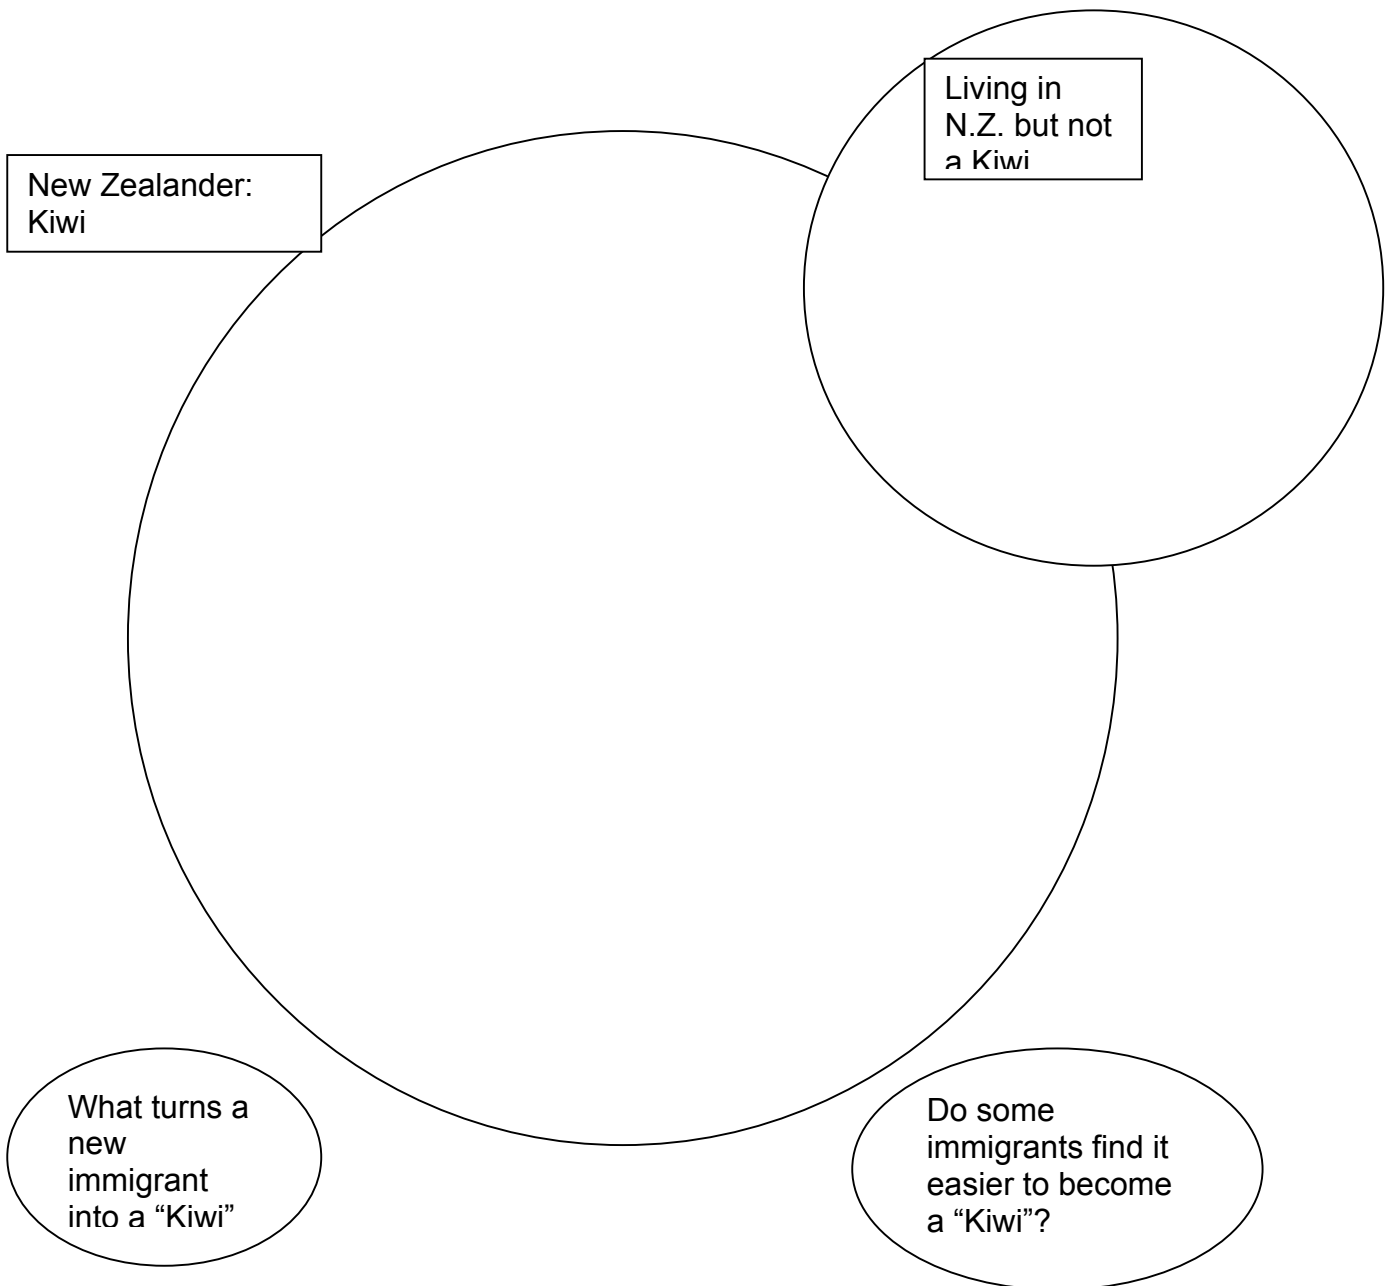 Living in
N.Z. but not
a Kiwi
New Zealander:
Kiwi
What turns a
new
immigrant
into a “Kiwi”
Do some
immigrants find it
easier to become
a “Kiwi”?